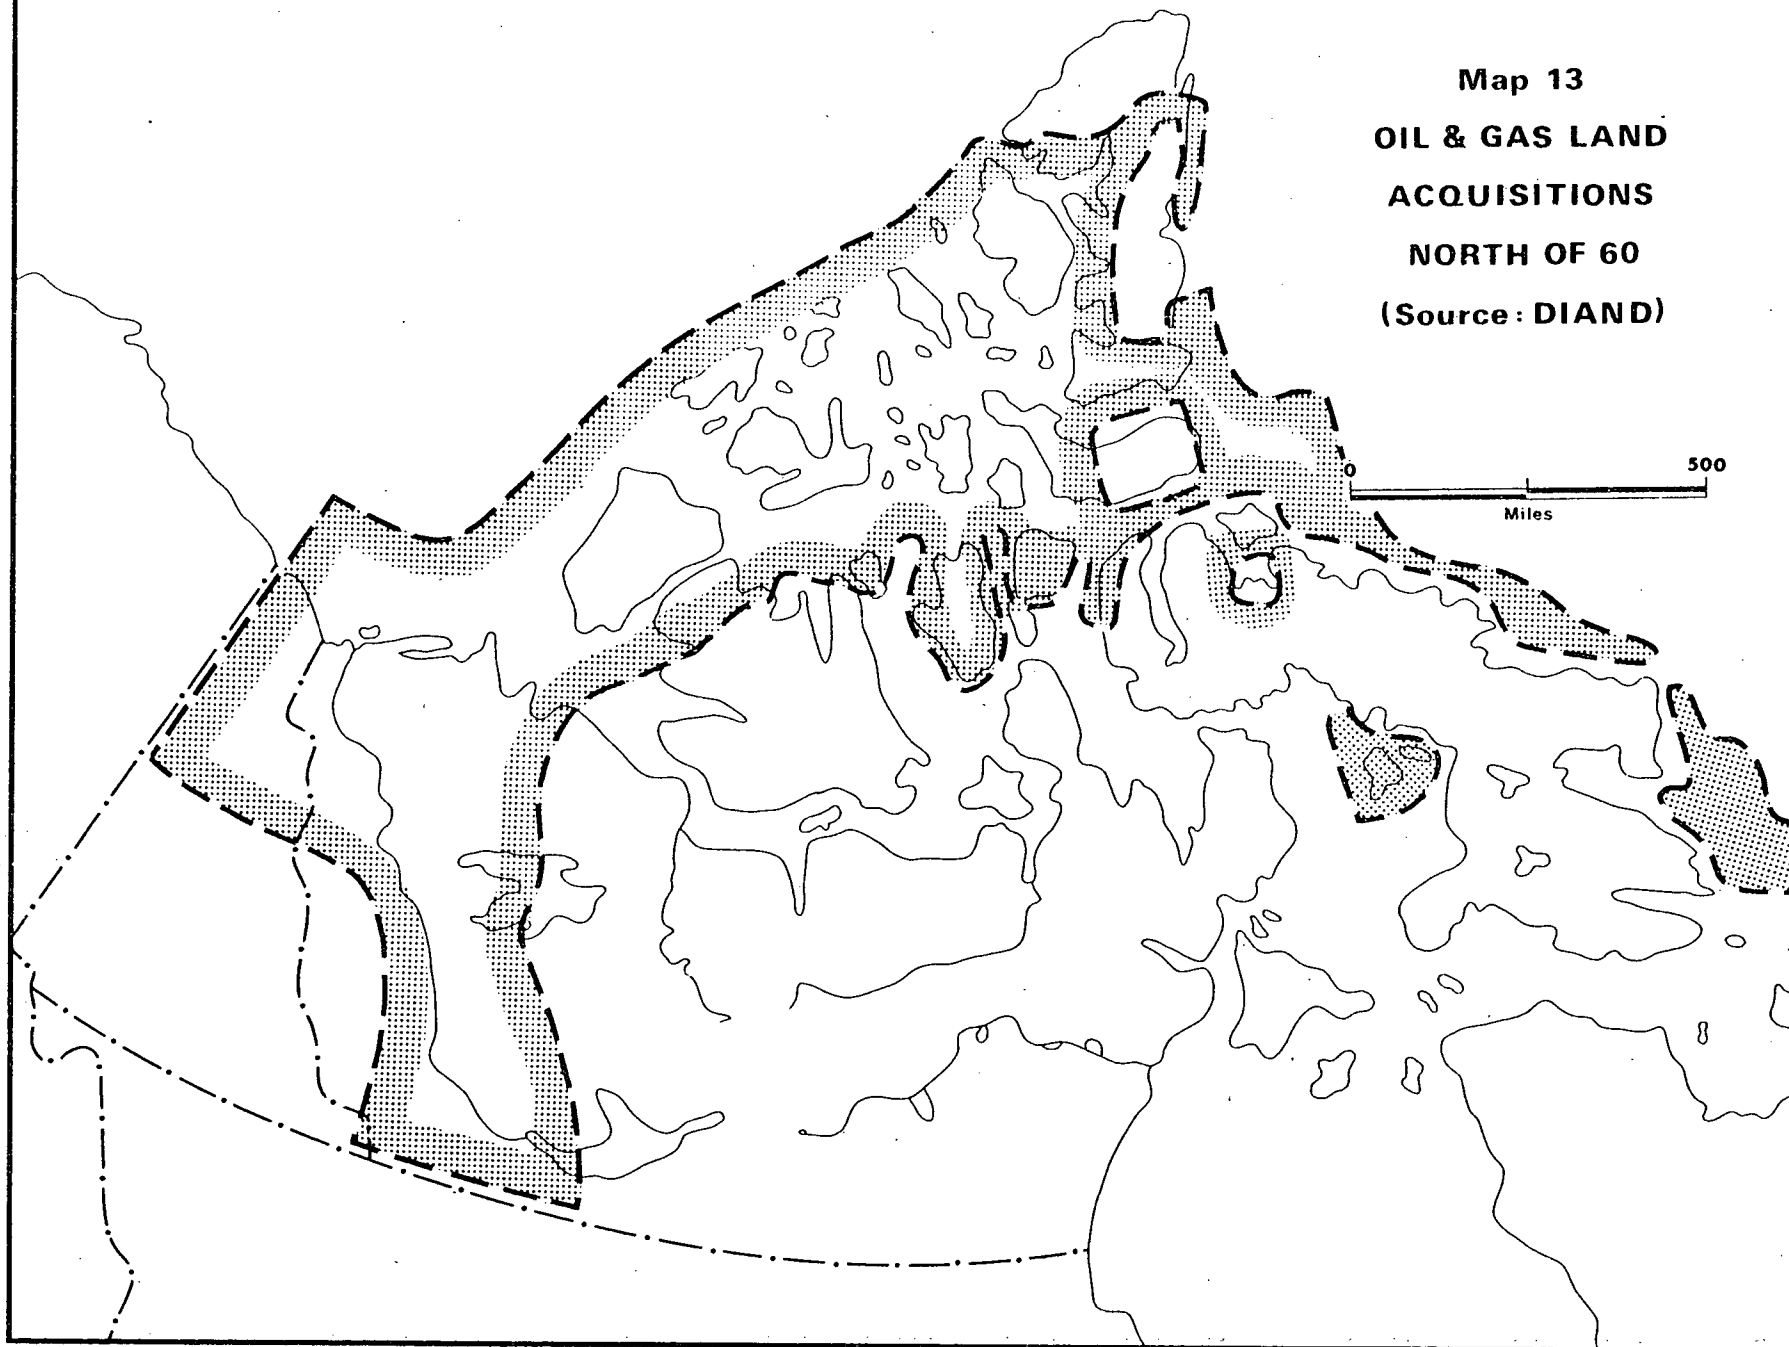 Map 13
OIL & GAS LAND
ACQUISITIONS
NORTH OF 60
(Source: DIAND)
0 500
Miles